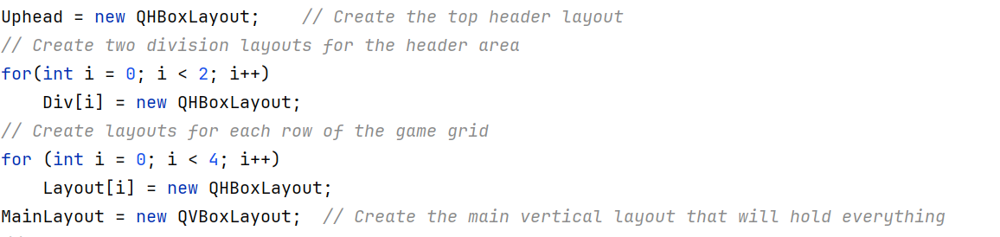 Uphead = new QHBoxLayout;    // Create the top header layout
// Create two division layouts for the header area
for(int i = 0; i < 2; i++)
    Div[i] = new QHBoxLayout;
// Create layouts for each row of the game grid
for (int i = 0; i < 4; i++)
    Layout[i] = new QHBoxLayout;
MainLayout = new QVBoxLayout;  // Create the main vertical layout that will hold everything